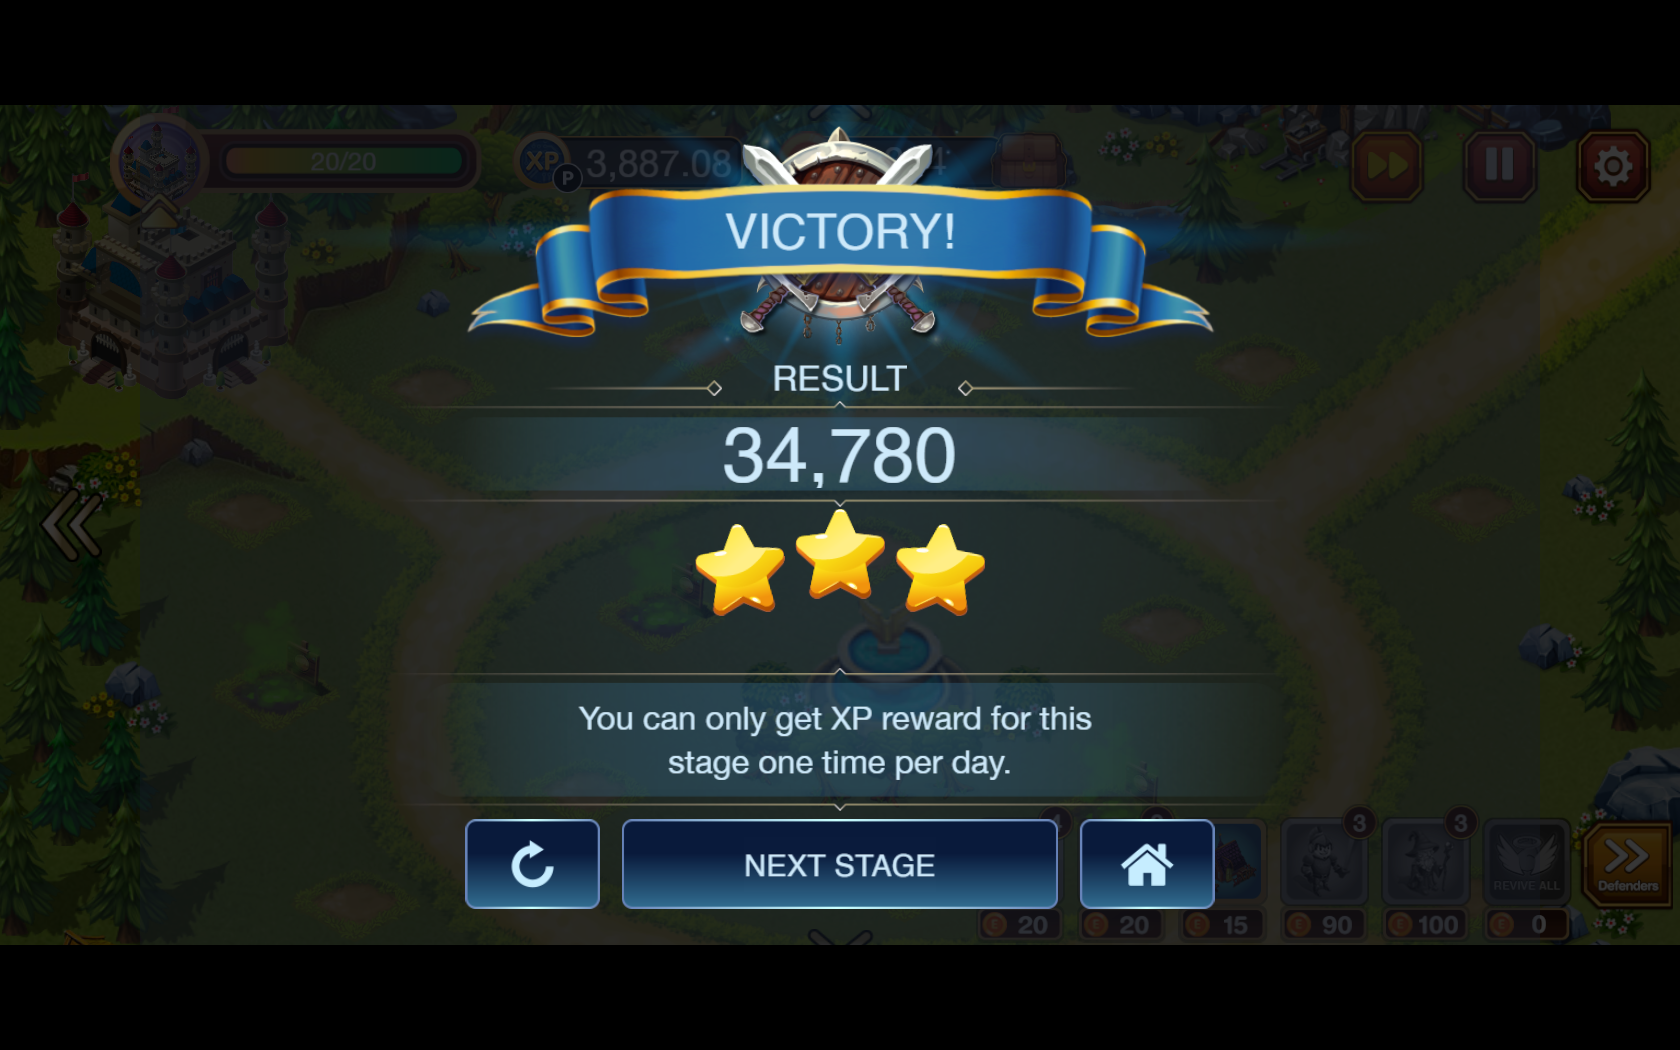 20/20
XP
P
3,887.08
VICTORY!
RESULT
34,780
You can only get XP reward for this
stage one time per day.
NEXT STAGE
3
3
REVIVE ALL
Defenders
20
20
15
90
100
0